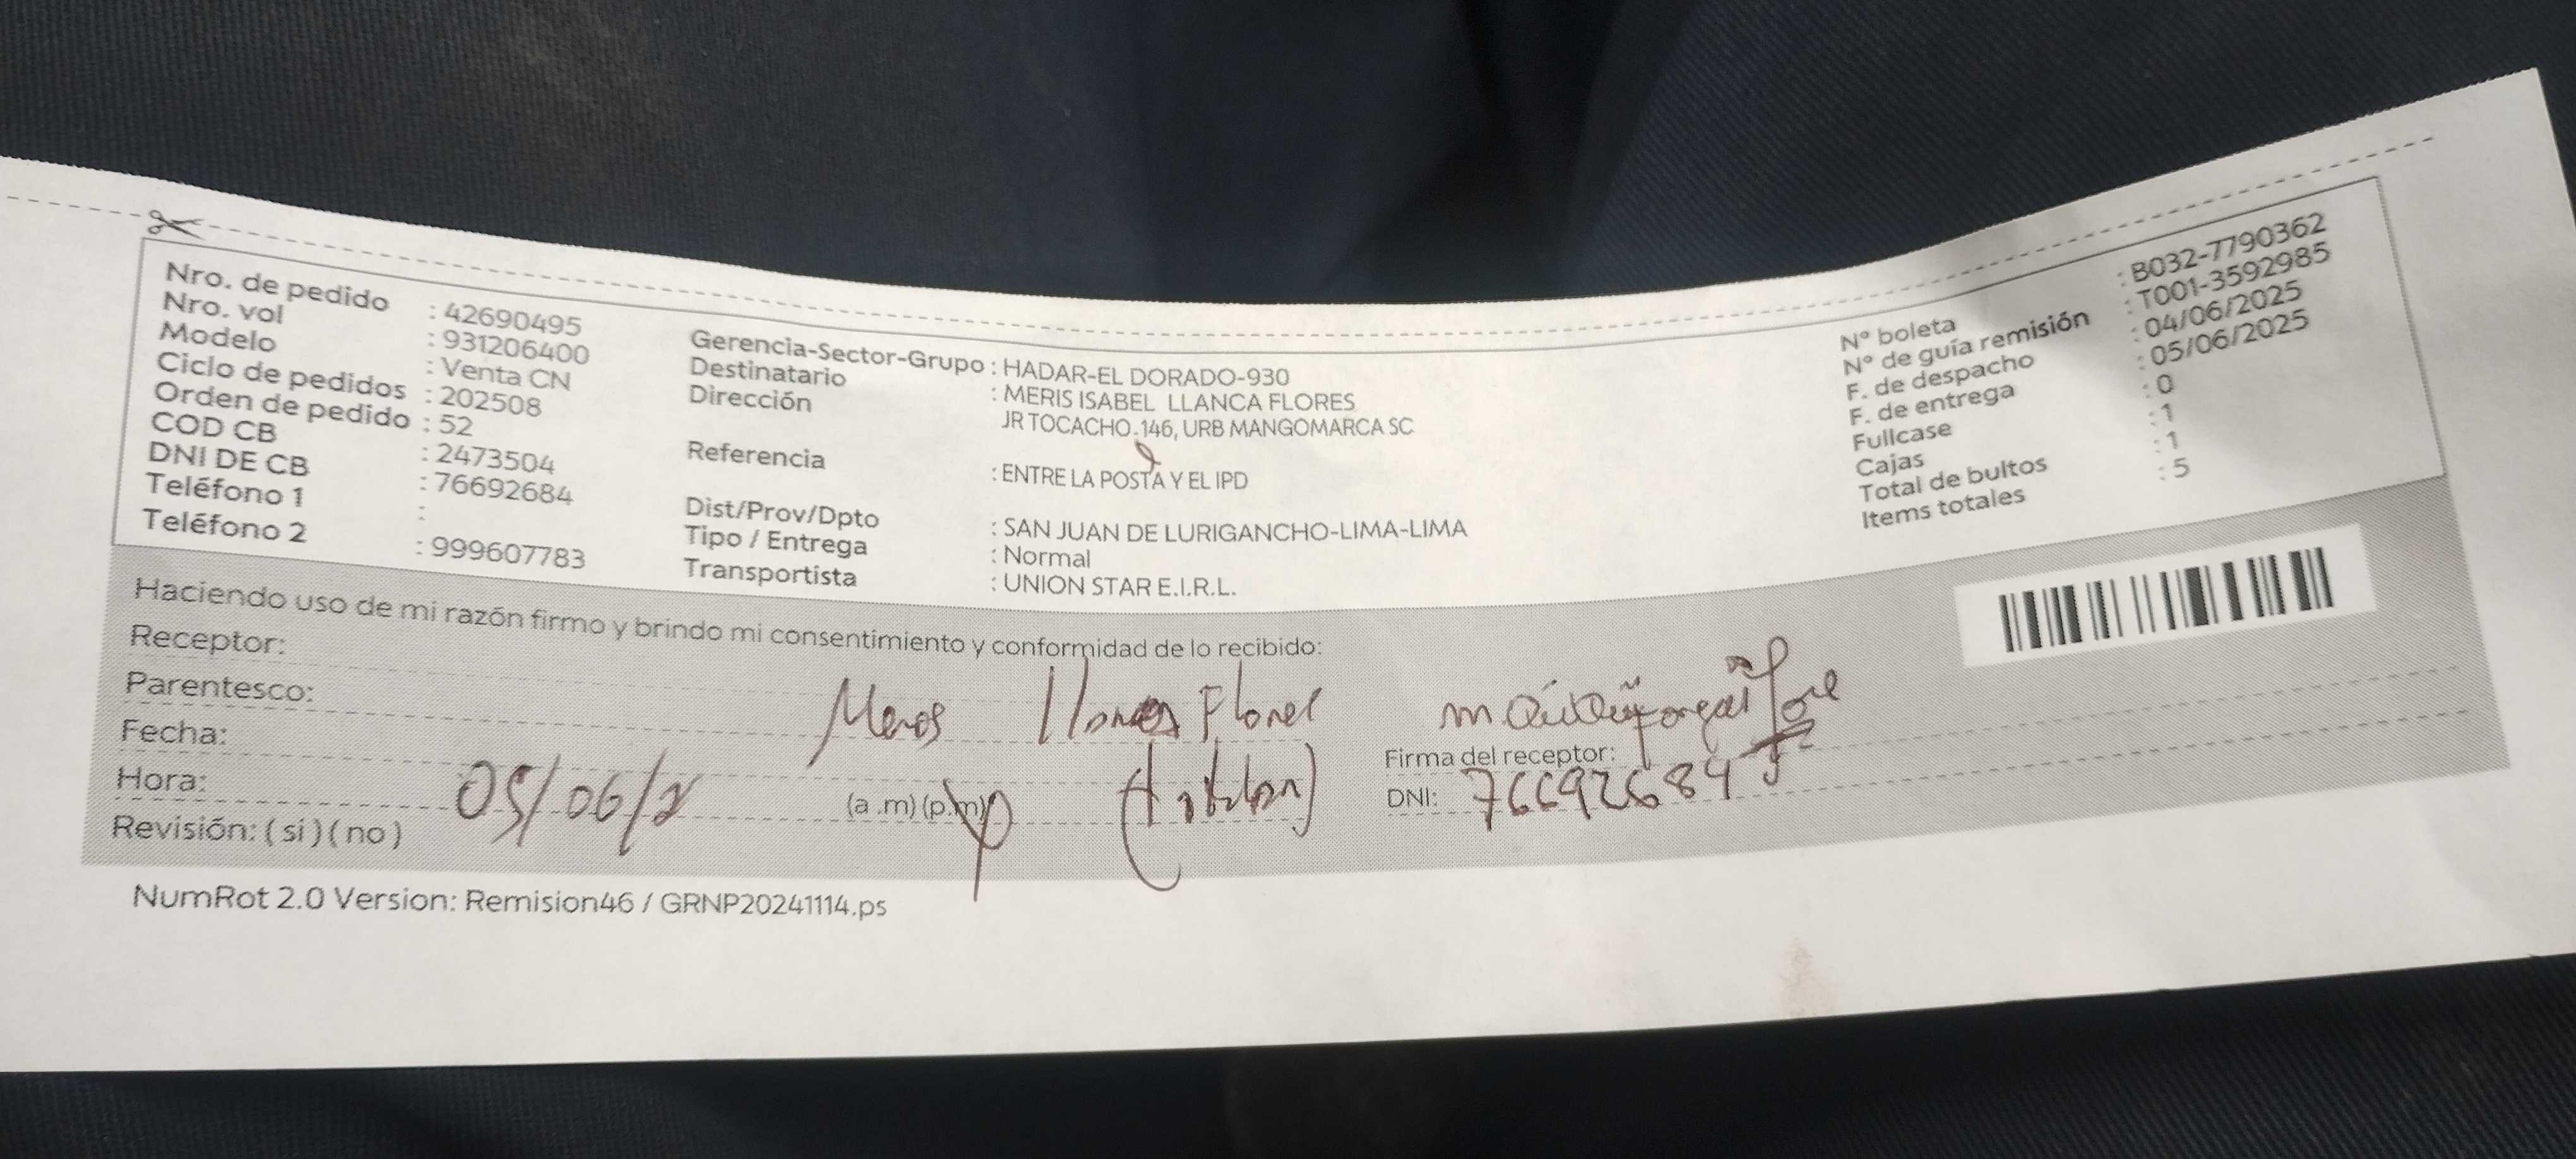 Nro. de pedido : 42690495
Nro. vol : 931206400
Modelo : Venta CN
Ciclo de pedidos : 202508
Orden de pedido : 52
COD CB : 2473504
DNI DE CB : 76692684
Teléfono 1 :
Teléfono 2 : 999607783
Gerencia-Sector-Grupo : HADAR-EL DORADO-930
Destinatario : MERIS ISABEL LLANCA FLORES
Dirección JR TOCACHO.146, URB MANGOMARCA SC
Referencia : ENTRE LA POSTA Y EL IPD
Dist/Prov/Dpto : SAN JUAN DE LURIGANCHO-LIMA-LIMA
Tipo / Entrega : Normal
Transportista : UNION STAR E.I.R.L.
N° boleta : B032-7790362
N° de guía remisión : T001-3592985
F. de despacho : 04/06/2025
F. de entrega : 05/06/2025
Fullcase : 0
Cajas : 1
Total de bultos : 1
Items totales : 5
Haciendo uso de mi razón firmo y brindo mi consentimiento y conformidad de lo recibido:
Receptor:
Parentesco: Flores
Fecha: Firma del receptor:
Hora: 05/06/ (a .m) (p.m) DNI: 76692684
Revisión: ( si ) ( no )
NumRot 2.0 Version: Remision46 / GRNP20241114.ps